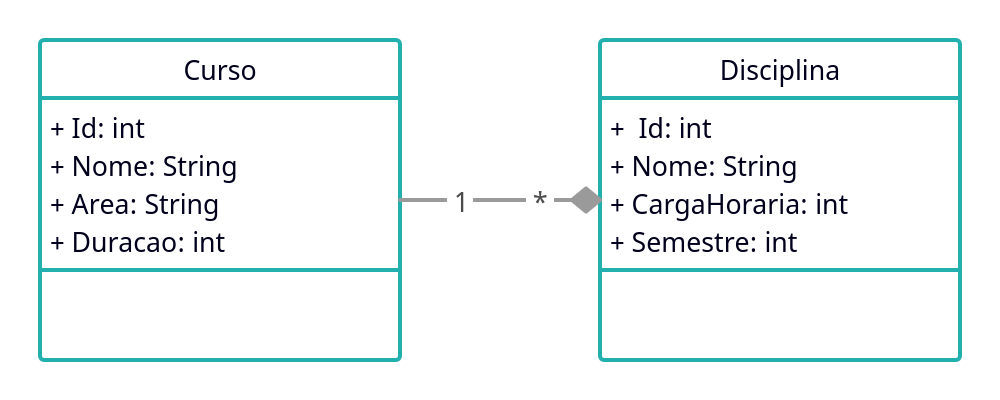 Curso
+ Id: int
+ Nome: String
+ Area: String
+ Duracao: int
1
*
Disciplina
+  Id: int
+ Nome: String
+ CargaHoraria: int
+ Semestre: int